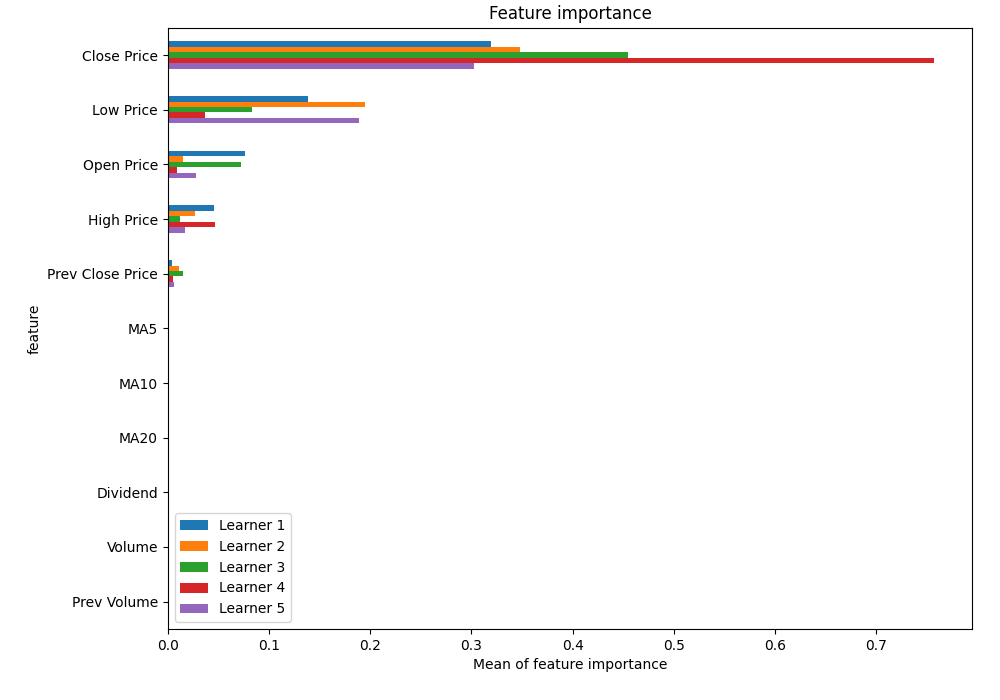 Feature importance
Close Price
Low Price
Open Price
High Price
Prev Close Price
MA5
MA10
MA20
Dividend
Volume
Prev Volume
feature
Learner 1
Learner 2
Learner 3
Learner 4
Learner 5
0.0 0.1 0.2 0.3 0.4 0.5 0.6 0.7
Mean of feature importance